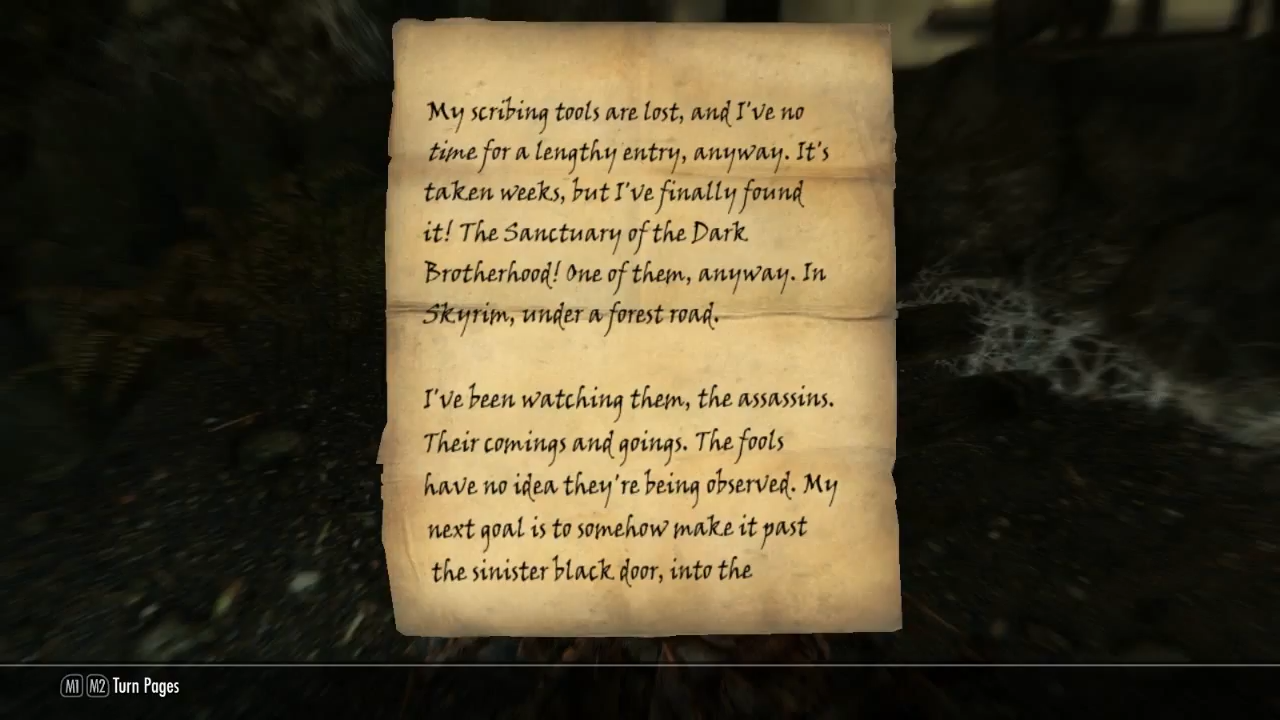 My scribing tools are lost, and I've no
time for a lengthy entry, anyway. It's
taken weeks, but I've finally found
it! The Sanctuary of the Dark
Brotherhood! One of them, anyway. In
Skyrim, under a forest road.
I've been watching them, the assassins.
Their comings and goings. The fools
have no idea they're being observed. My
next goal is to somehow make it past
the sinister black door, into the
M1 M2 Turn Pages